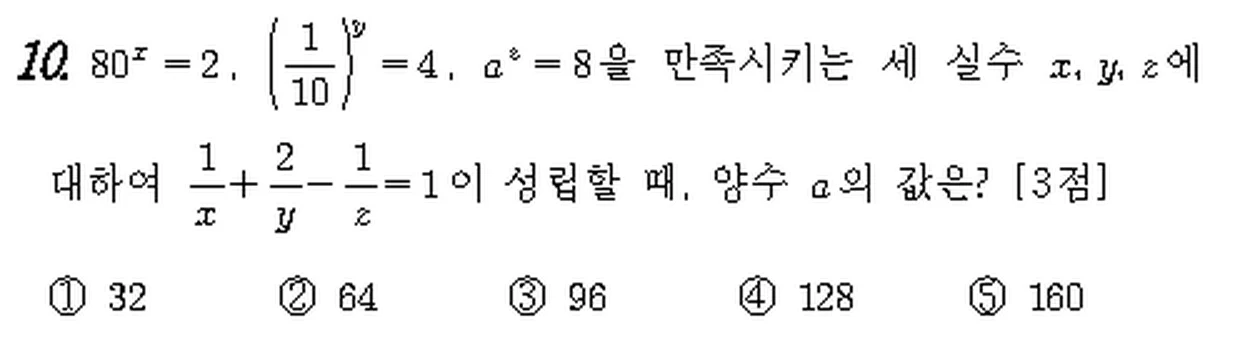 10. 80^x = 2, (1/10)^y = 4, a^z = 8을 만족시키는 세 실수 x, y, z에
대하여 1/x + 2/y - 1/z = 1이 성립할 때, 양수 a의 값은? [3점]
① 32 ② 64 ③ 96 ④ 128 ⑤ 160